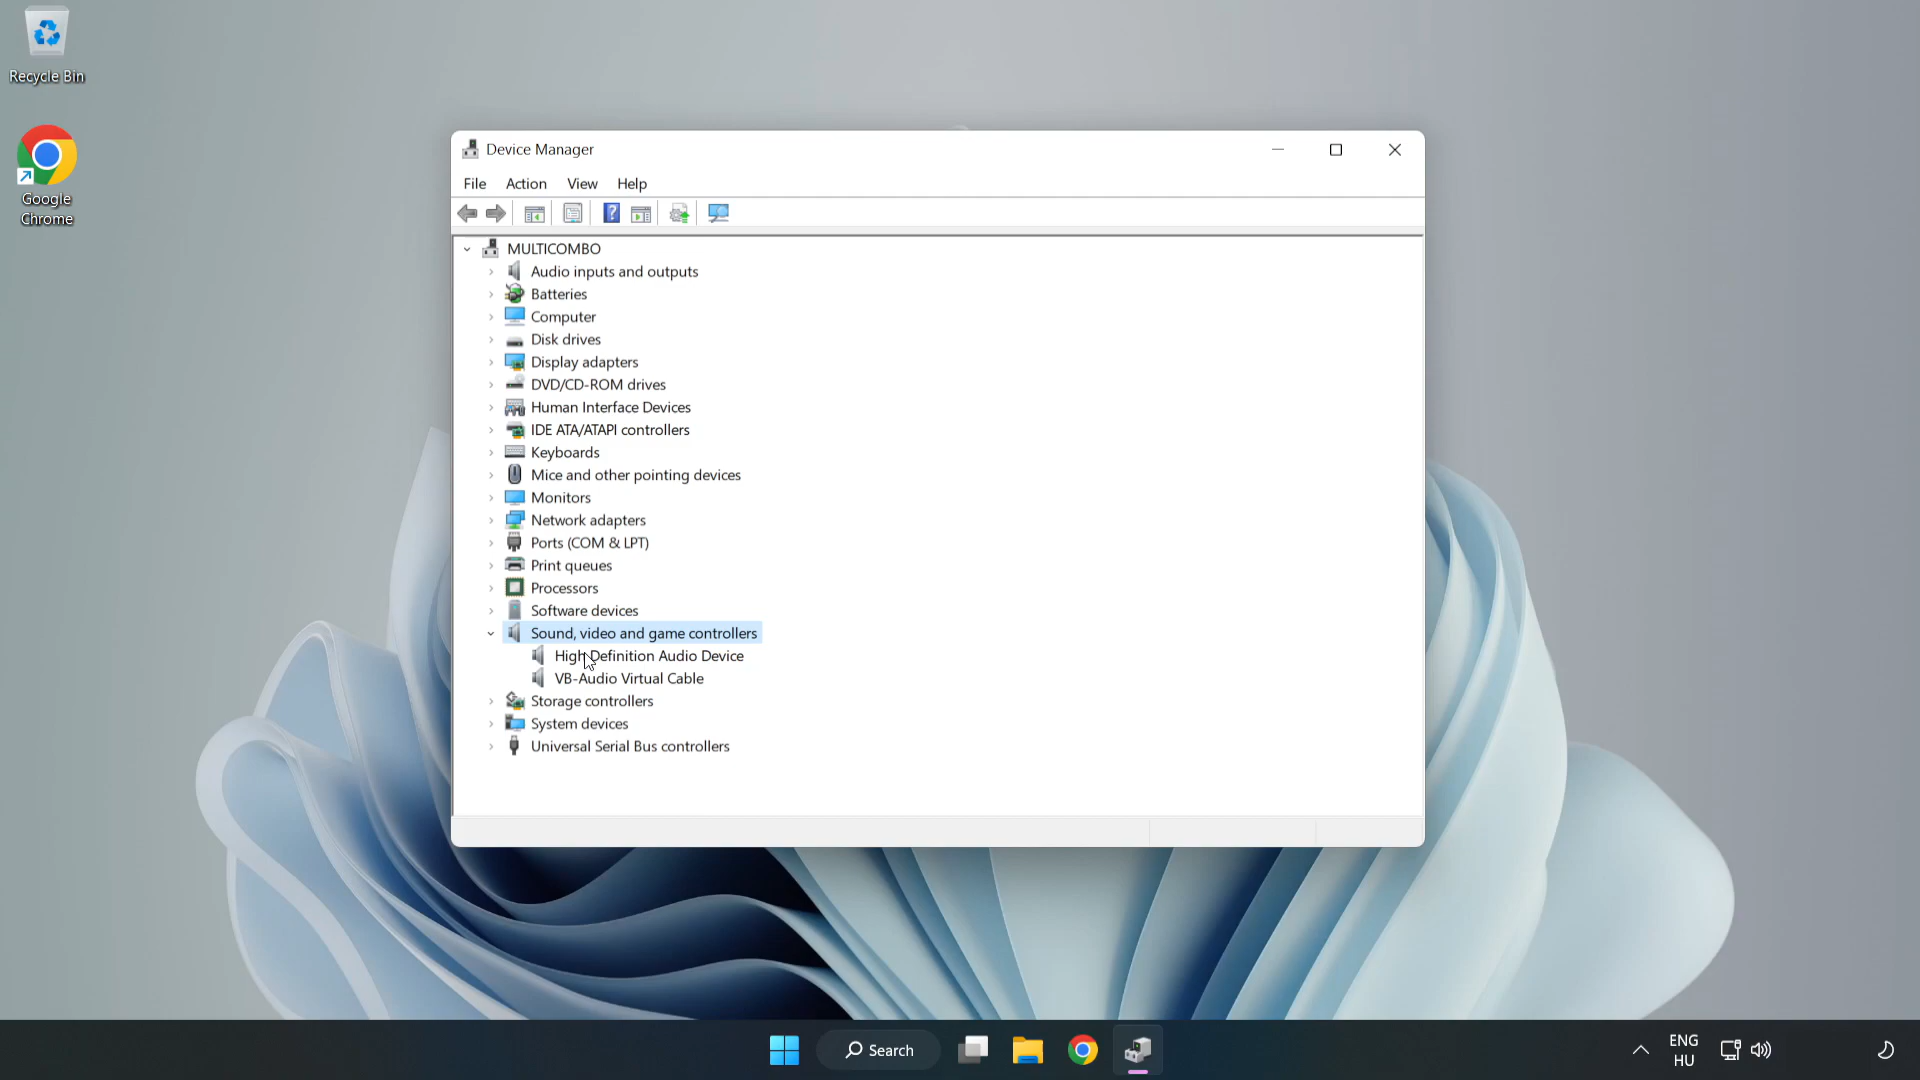 Recycle Bin
Google
Chrome
Device Manager
File Action View Help
MULTICOMBO
Audio inputs and outputs
Batteries
Computer
Disk drives
Display adapters
DVD/CD-ROM drives
Human Interface Devices
IDE ATA/ATAPI controllers
Keyboards
Mice and other pointing devices
Monitors
Network adapters
Ports (COM & LPT)
Print queues
Processors
Software devices
Sound, video and game controllers
High Definition Audio Device
VB-Audio Virtual Cable
Storage controllers
System devices
Universal Serial Bus controllers
Search
ENG
HU